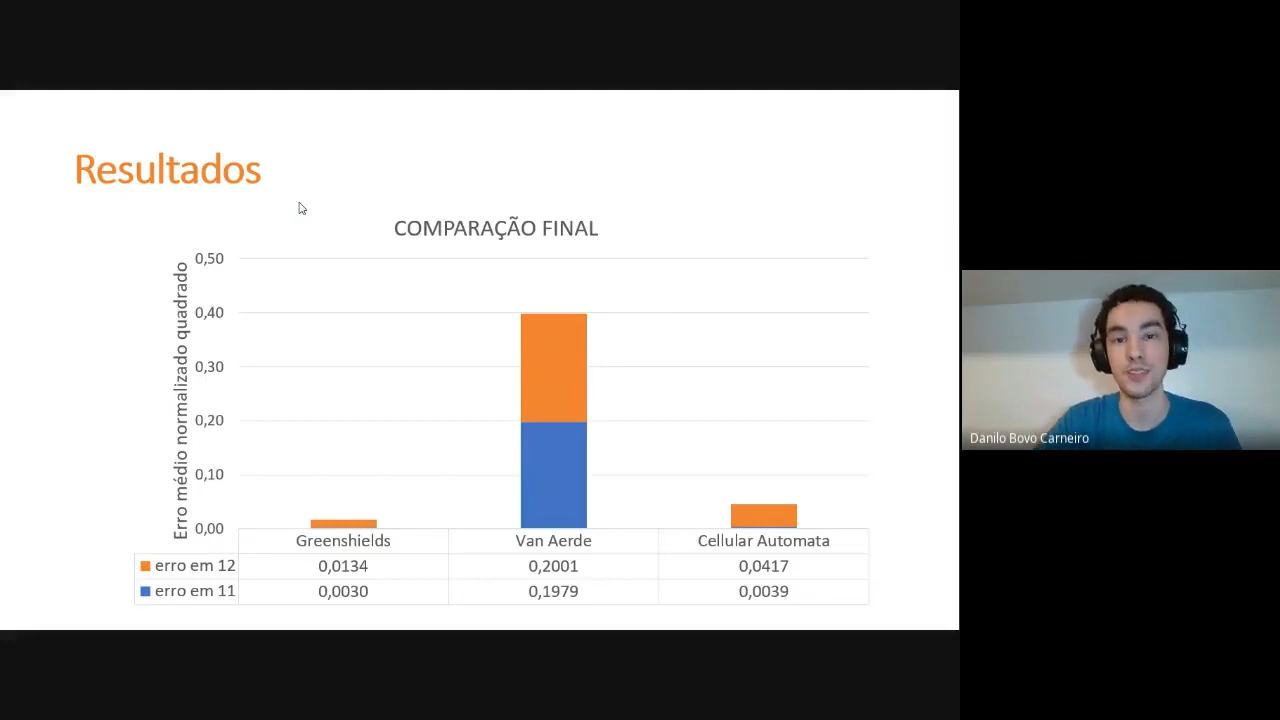 Resultados
COMPARAÇÃO FINAL
Erro médio normalizado quadrado
0,50
0,40
0,30
0,20
0,10
0,00
Greenshields Van Aerde Cellular Automata
erro em 12 0,0134 0,2001 0,0417
erro em 11 0,0030 0,1979 0,0039
Danilo Bovo Carneiro